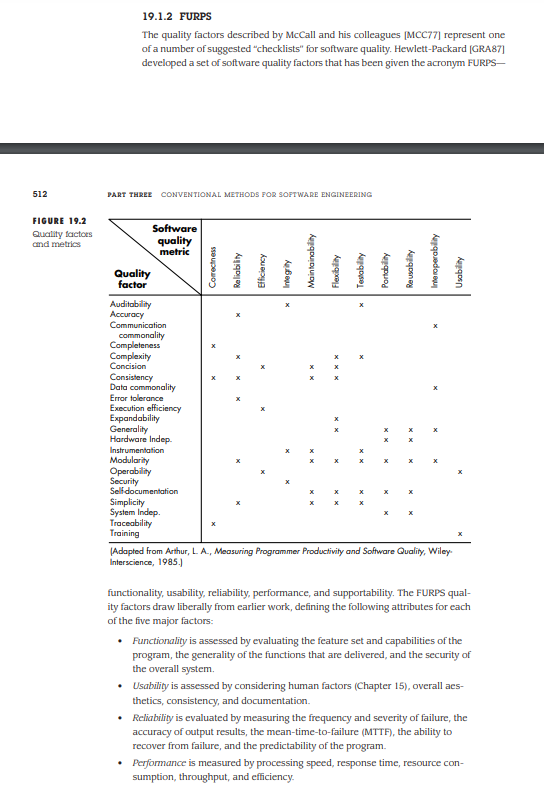 19.1.2 FURPS
The quality factors described by McCall and his colleagues [MCC77] represent one
of a number of suggested “checklists” for software quality. Hewlett-Packard [GRA87]
developed a set of software quality factors that has been given the acronym FURPS—
512 PART THREE CONVENTIONAL METHODS FOR SOFTWARE ENGINEERING
FIGURE 19.2
Quality factors
and metrics
Software
quality
metric
Quality
factor
Correctness
Reliability
Efficiency
Integrity
Maintainability
Flexibility
Testability
Portability
Reusability
Interoperability
Usability
Auditability x x
Accuracy x
Communication
commonality x
Completeness x
Complexity x x x
Concision x x x
Consistency x x x x
Data commonality x
Error tolerance x
Execution efficiency x
Expandability x
Generality x x x x
Hardware Indep. x x
Instrumentation x x x
Modularity x x x x x x x
Operability x x
Security x
Self-documentation x x x x x
Simplicity x x x x
System Indep. x x
Traceability x
Training x
(Adapted from Arthur, L. A., Measuring Programmer Productivity and Software Quality, Wiley-
Interscience, 1985.)
functionality, usability, reliability, performance, and supportability. The FURPS qual-
ity factors draw liberally from earlier work, defining the following attributes for each
of the five major factors:
• Functionality is assessed by evaluating the feature set and capabilities of the
program, the generality of the functions that are delivered, and the security of
the overall system.
• Usability is assessed by considering human factors (Chapter 15), overall aes-
thetics, consistency, and documentation.
• Reliability is evaluated by measuring the frequency and severity of failure, the
accuracy of output results, the mean-time-to-failure (MTTF), the ability to
recover from failure, and the predictability of the program.
• Performance is measured by processing speed, response time, resource con-
sumption, throughput, and efficiency.